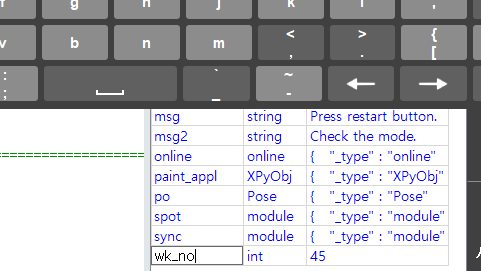 g h j k l '
v b n m < , > . { [
: ; ` _ ~ - ← →
msg string Press restart button.
msg2 string Check the mode.
online online { "_type" : "online"
paint_appl XPyObj { "_type" : "XPyObj"
po Pose { "_type" : "Pose"
spot module { "_type" : "module"
sync module { "_type" : "module"
wk_no int 45